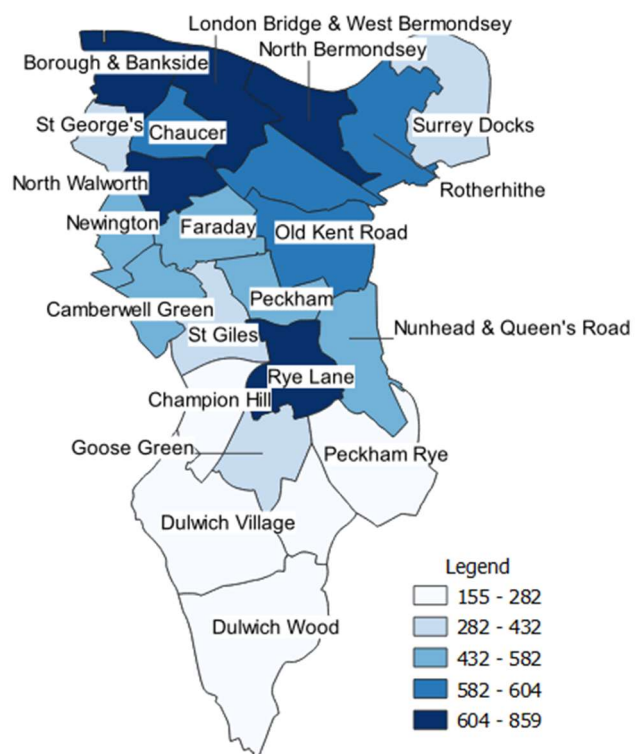 London Bridge & West Bermondsey
North Bermondsey
Borough & Bankside
St George's
Chaucer
Surrey Docks
North Walworth
Rotherhithe
Newington
Faraday
Old Kent Road
Camberwell Green
Peckham
St Giles
Nunhead & Queen's Road
Rye Lane
Champion Hill
Goose Green
Peckham Rye
Dulwich Village
Dulwich Wood
Legend
155 - 282
282 - 432
432 - 582
582 - 604
604 - 859